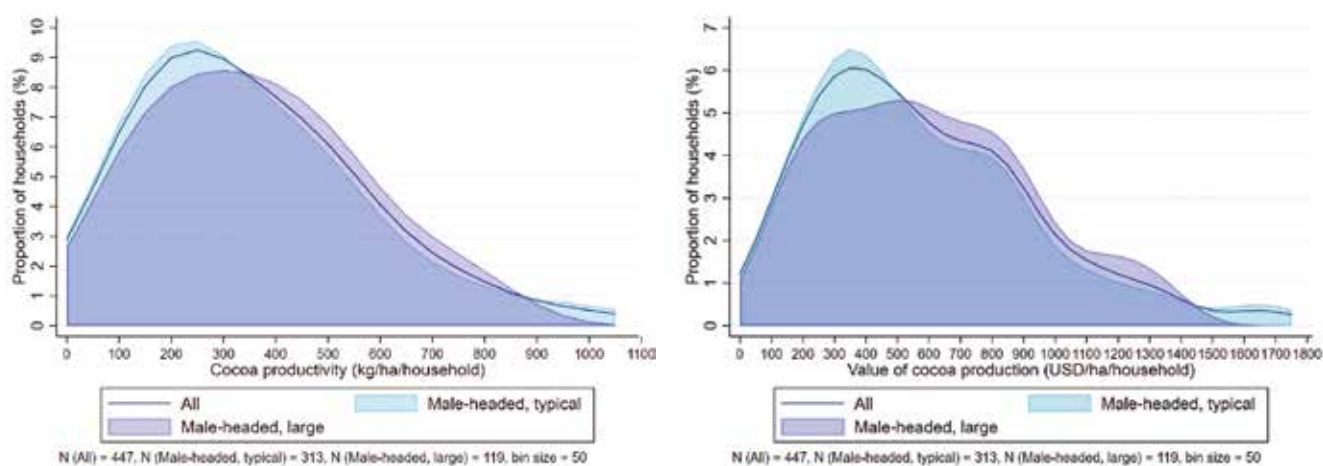 Proportion of households (%)
0 1 2 3 4 5 6 7 8 9 10
0 100 200 300 400 500 600 700 800 900 1000 1100
Cocoa productivity (kg/ha/household)
All
Male-headed, typical
Male-headed, large
N (All) = 447, N (Male-headed, typical) = 313, N (Male-headed, large) = 119, bin size = 50
Proportion of households (%)
0 1 2 3 4 5 6 7
0 100 200 300 400 500 600 700 800 900 1000 1100 1200 1300 1400 1500 1600 1700 1800
Value of cocoa production (USD/ha/household)
All
Male-headed, typical
Male-headed, large
N (All) = 447, N (Male-headed, typical) = 313, N (Male-headed, large) = 119, bin size = 50